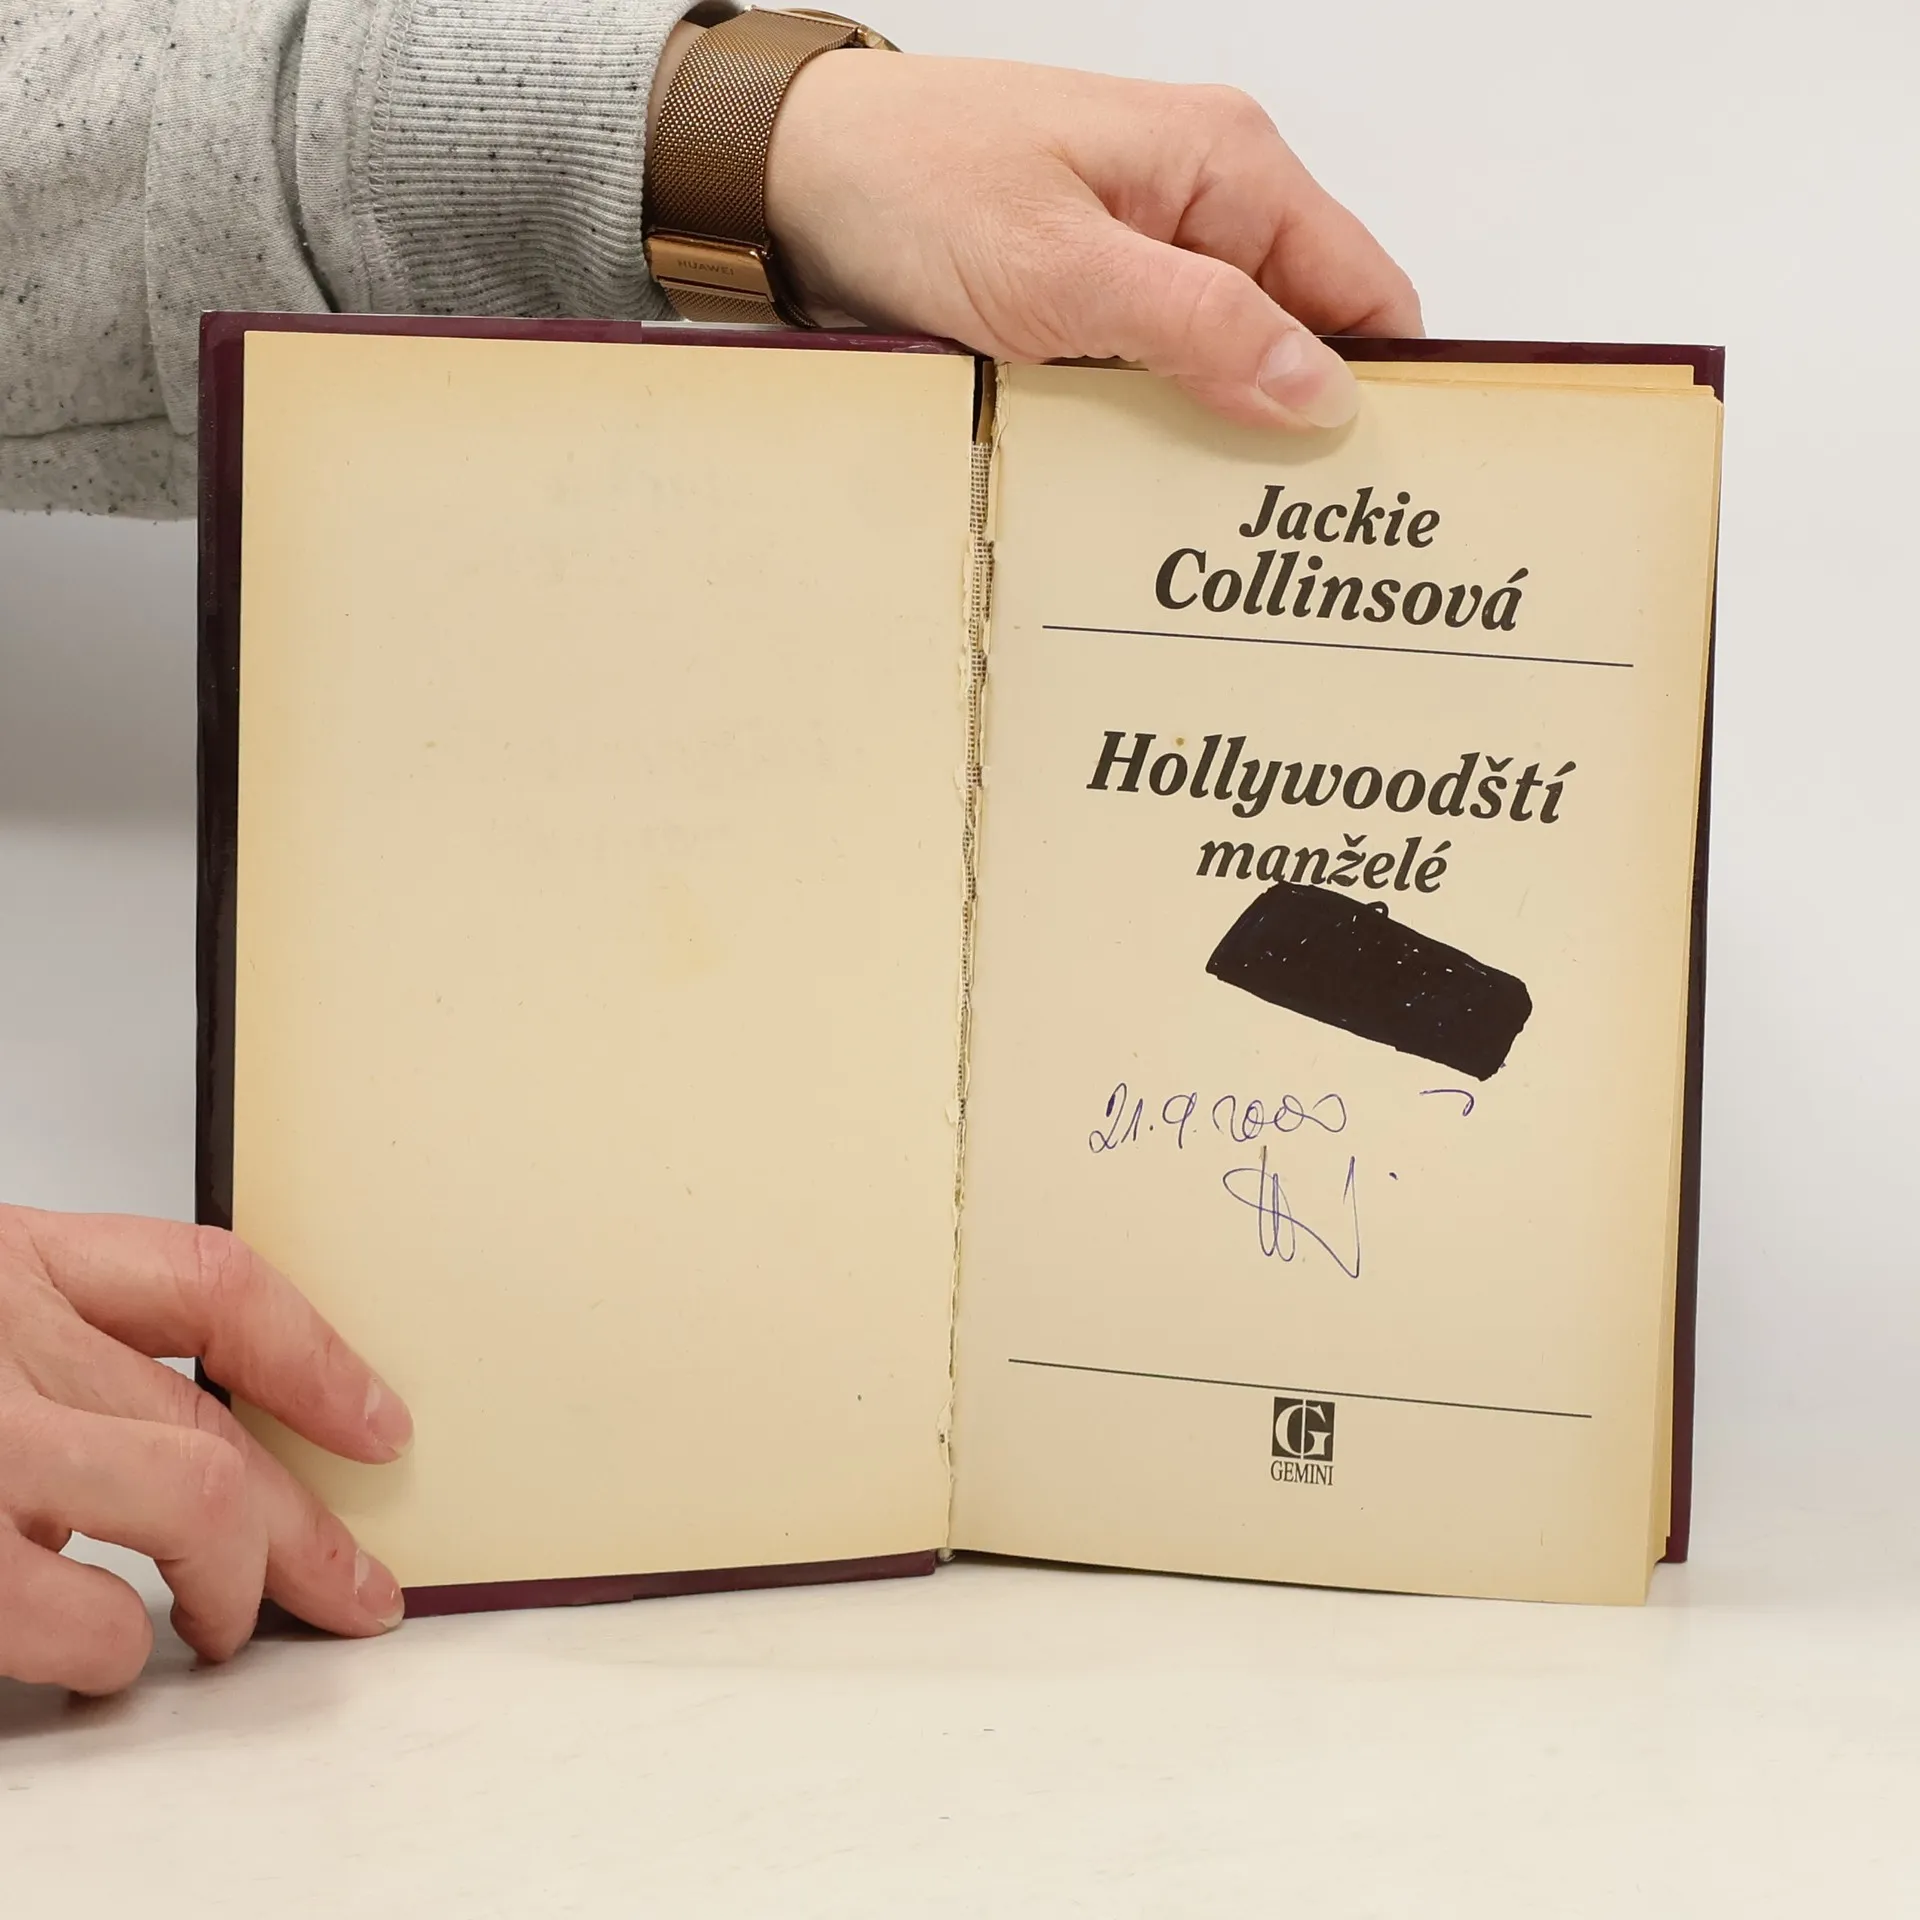 HUAWEI
Jackie
Collinsová
Hollywoodští
manželé
21.9.2000
G
GEMINI